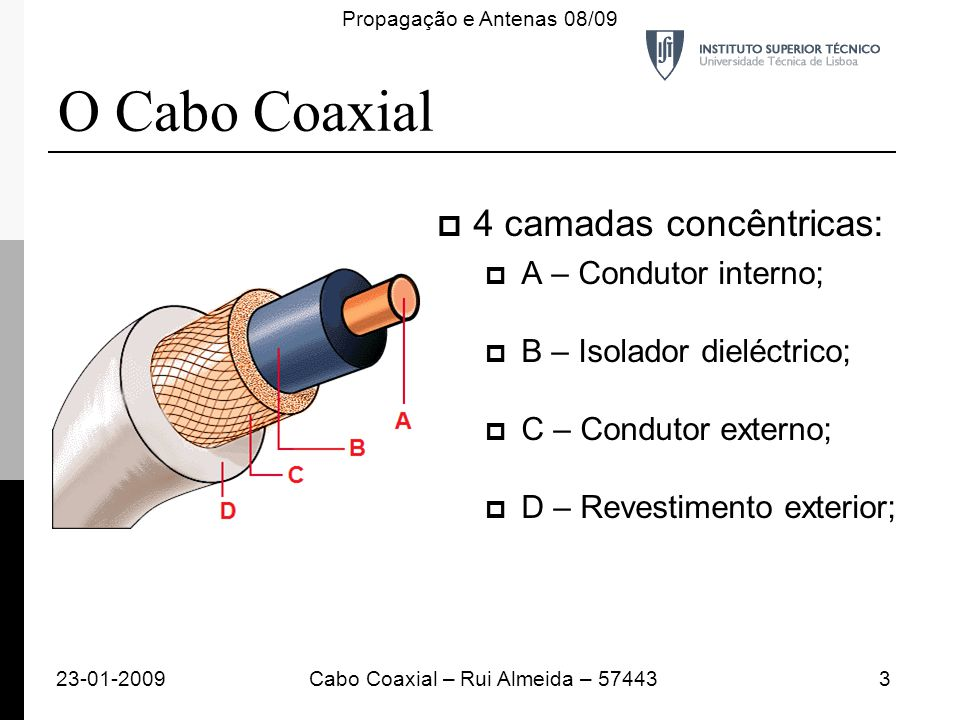 Propagação e Antenas 08/09
INSTITUTO SUPERIOR TÉCNICO
Universidade Técnica de Lisboa
O Cabo Coaxial
4 camadas concêntricas:
A – Condutor interno;
B – Isolador dieléctrico;
C – Condutor externo;
D – Revestimento exterior;
A
B
C
D
23-01-2009
Cabo Coaxial – Rui Almeida – 57443
3